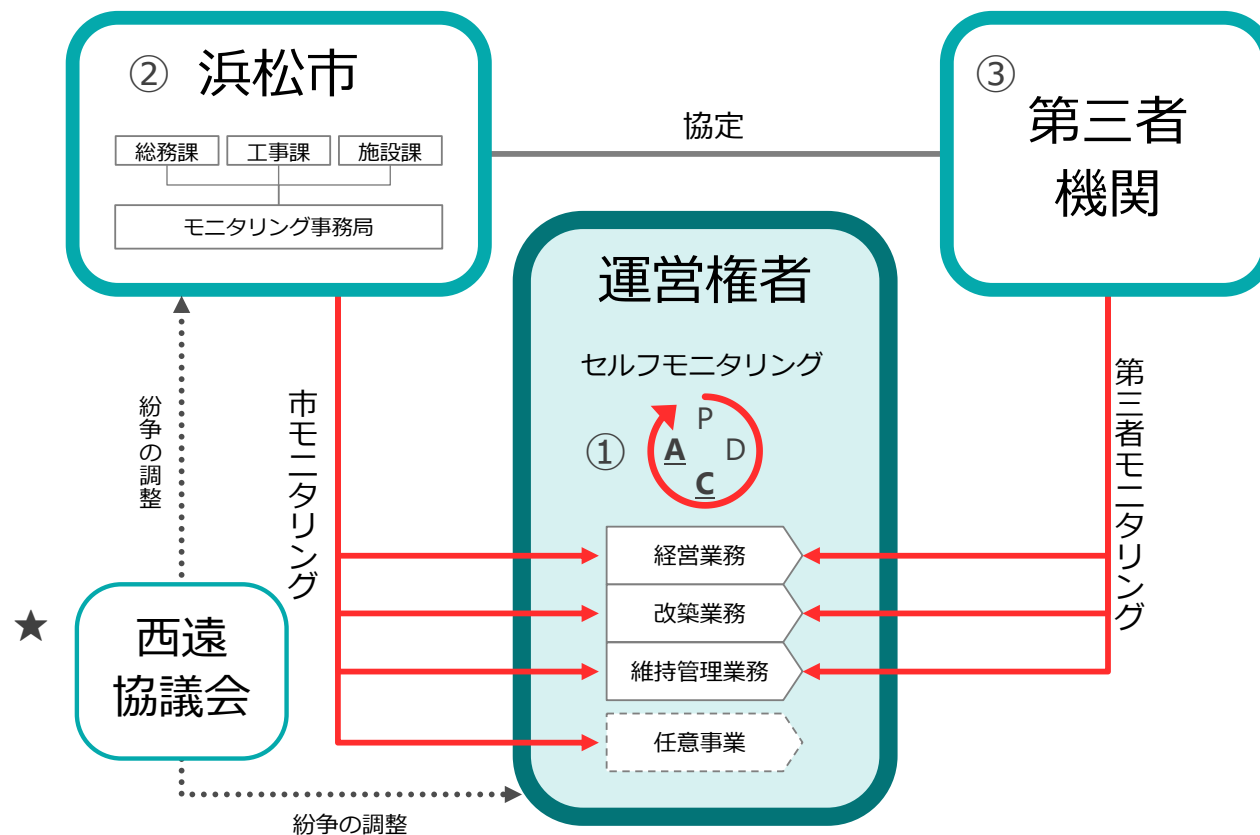 ② 浜松市
総務課
工事課
施設課
モニタリング事務局
協定
③
第三者
機関
運営権者
セルフモニタリング
①
P
D
C
A
経営業務
改築業務
維持管理業務
任意事業
市モニタリング
第三者モニタリング
紛争の調整
★
西遠
協議会
紛争の調整